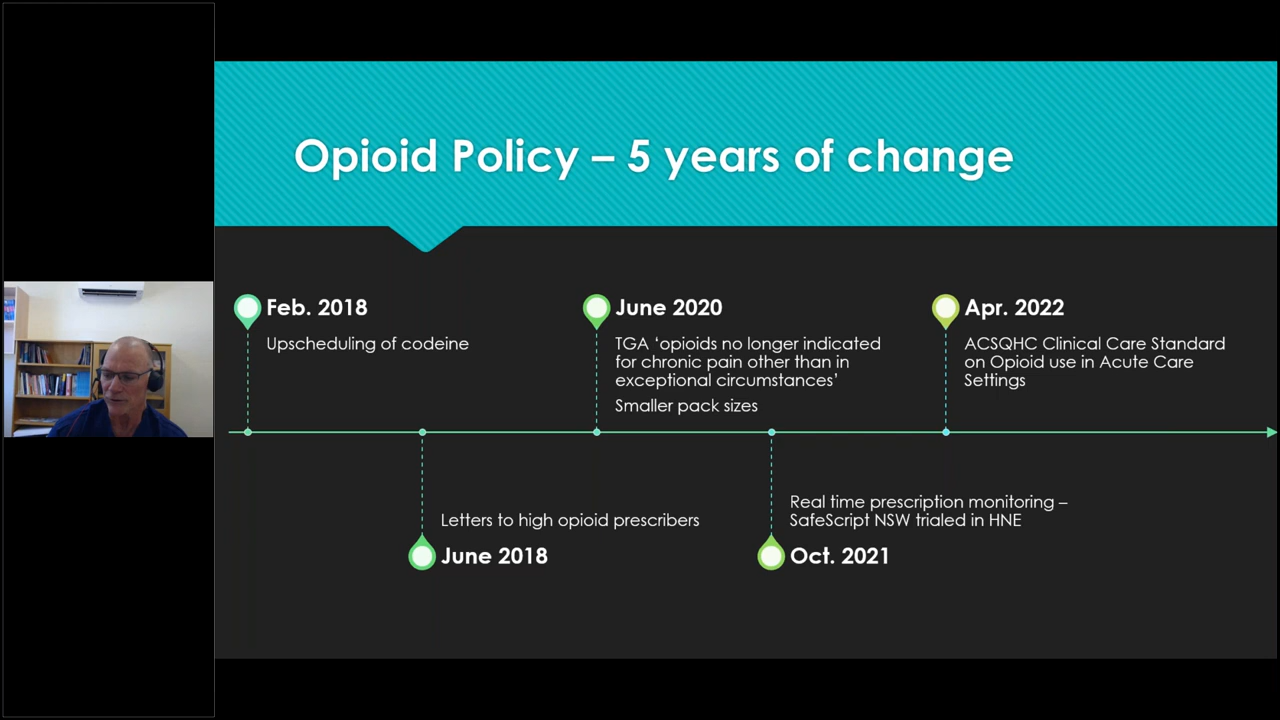 Opioid Policy – 5 years of change
Feb. 2018
Upscheduling of codeine
June 2018
Letters to high opioid prescribers
June 2020
TGA ‘opioids no longer indicated
for chronic pain other than in
exceptional circumstances’
Smaller pack sizes
Oct. 2021
Real time prescription monitoring –
SafeScript NSW trialed in HNE
Apr. 2022
ACSQHC Clinical Care Standard
on Opioid use in Acute Care
Settings